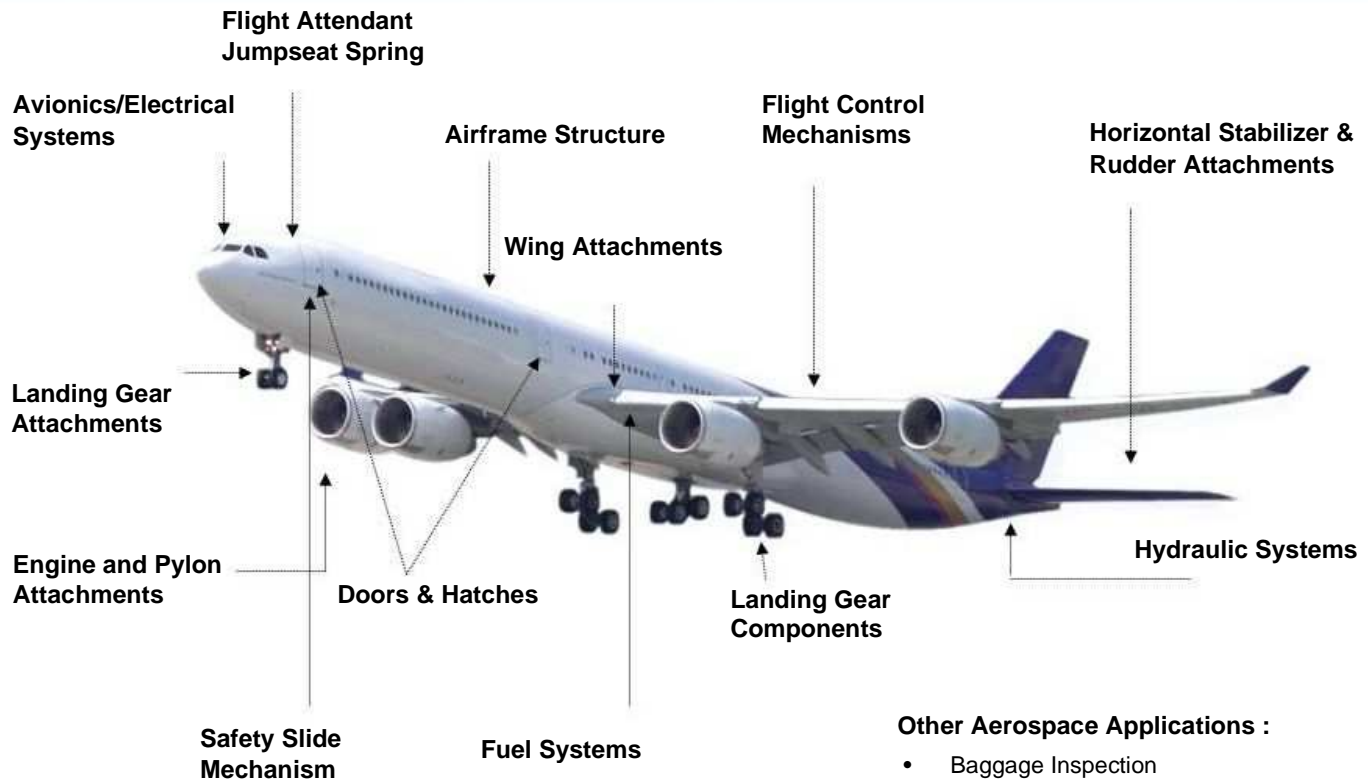 Flight Attendant
Jumpseat Spring
Avionics/Electrical
Systems
Airframe Structure
Flight Control
Mechanisms
Horizontal Stabilizer &
Rudder Attachments
Wing Attachments
Landing Gear
Attachments
Engine and Pylon
Attachments
Doors & Hatches
Landing Gear
Components
Hydraulic Systems
Safety Slide
Mechanism
Fuel Systems
Other Aerospace Applications :
• Baggage Inspection